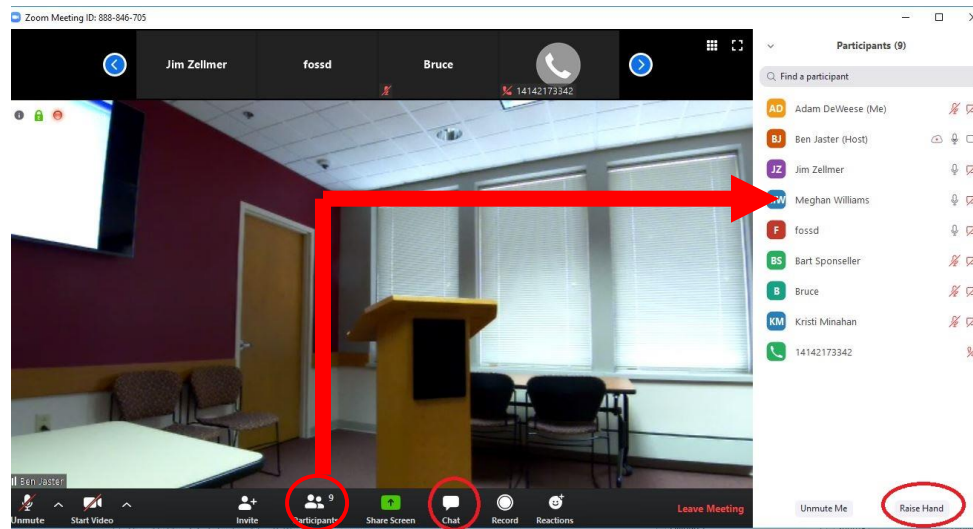 Zoom Meeting ID: 888-846-705
Participants (9)
Jim Zellmer
fossd
Bruce
14142173342
Find a participant
AD Adam DeWeese (Me)
BJ Ben Jaster (Host)
JZ Jim Zellmer
Meghan Williams
F fossd
BS Bart Sponseller
B Bruce
KM Kristi Minahan
14142173342
Ben Jaster
9
Unmute
Start Video
Invite
Participants
Share Screen
Chat
Record
Reactions
Leave Meeting
Unmute Me
Raise Hand